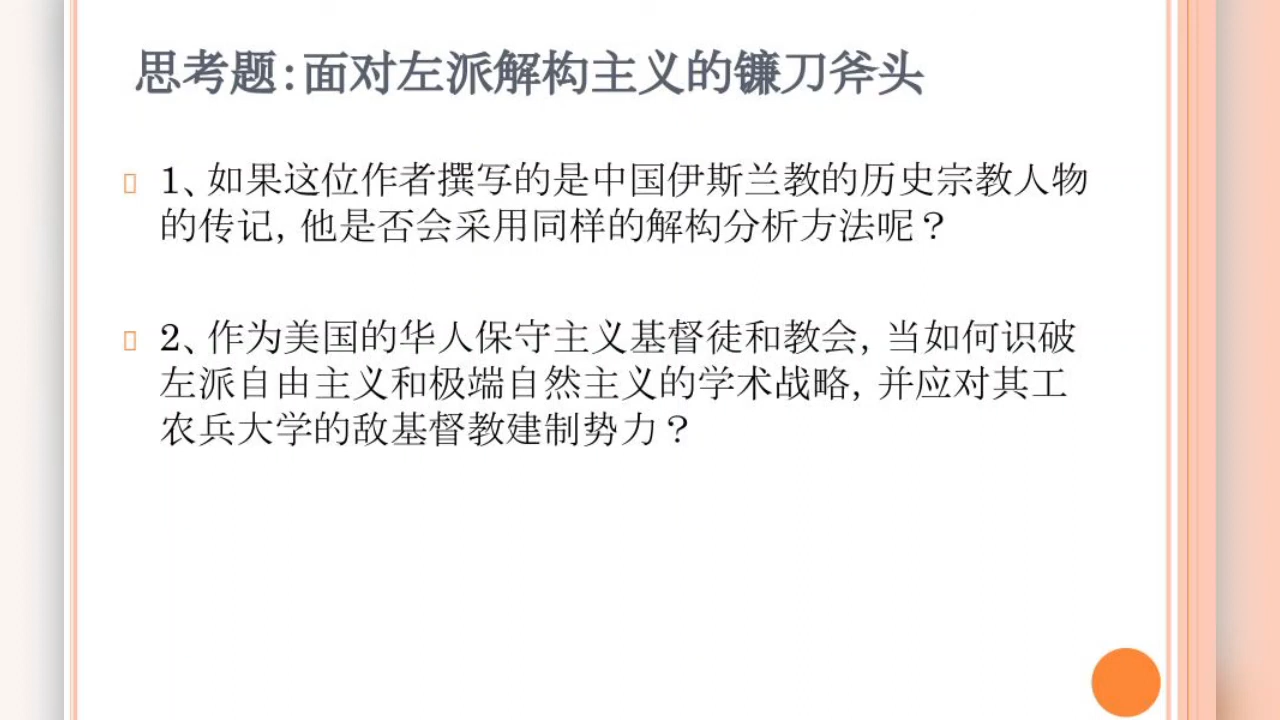 思考题:面对左派解构主义的镰刀斧头
1、如果这位作者撰写的是中国伊斯兰教的历史宗教人物
的传记, 他是否会采用同样的解构分析方法呢？
2、作为美国的华人保守主义基督徒和教会, 当如何识破
左派自由主义和极端自然主义的学术战略, 并应对其工
农兵大学的敌基督教建制势力？